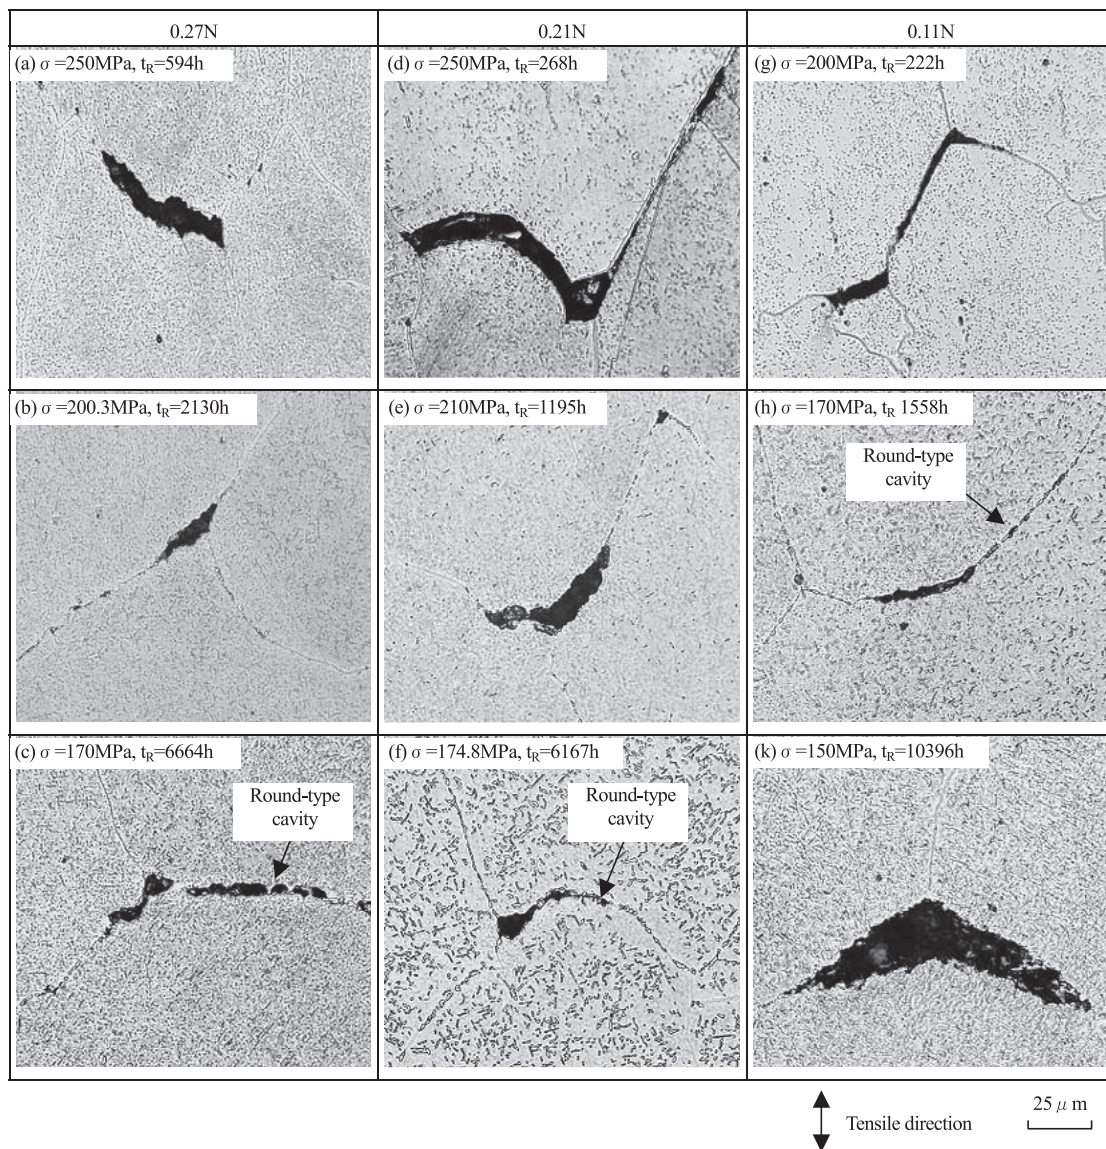 0.27N
0.21N
0.11N
(a) σ =250MPa, tR=594h
(d) σ =250MPa, tR=268h
(g) σ =200MPa, tR=222h
(b) σ =200.3MPa, tR=2130h
(e) σ =210MPa, tR=1195h
(h) σ =170MPa, tR 1558h
Round-type
cavity
(c) σ =170MPa, tR=6664h
(f) σ =174.8MPa, tR=6167h
(k) σ =150MPa, tR=10396h
Round-type
cavity
Round-type
cavity
Tensile direction
25 μ m